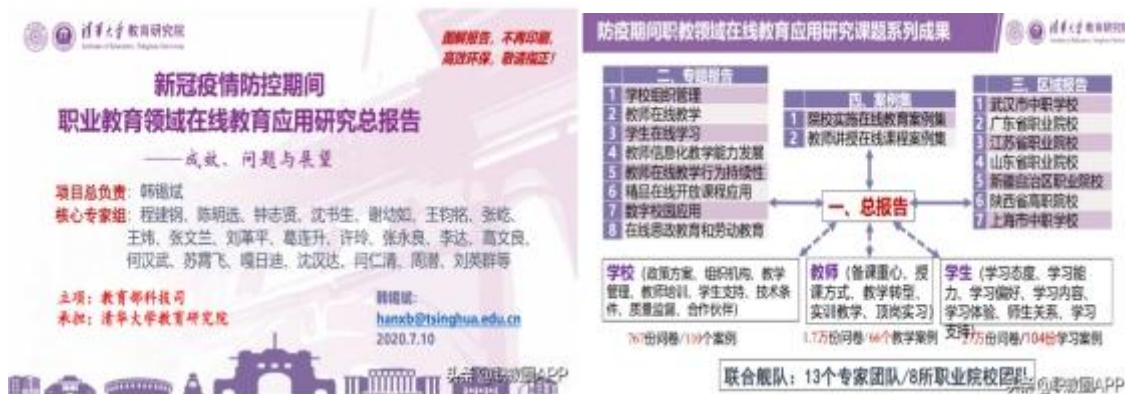 清华大学教育研究院
图解报告，不再印刷，
高效环保，敬请指正！
新冠疫情防控期间
职业教育领域在线教育应用研究总报告
——成效、问题与展望
项目总负责：韩锡斌
核心专家组：程建钢、陈明选、钟志贤、沈书生、谢幼如、王钧铭、张屹、
王炜、张文兰、刘革平、葛连升、许玲、张永良、李达、高文良、
何汉武、苏霄飞、嘎日迪、沈汉达、闫仁清、周潜、刘英群等
立项：教育部科技司
承担：清华大学教育研究院
韩锡斌：
hanxb@tsinghua.edu.cn
2020.7.10
防疫期间职教领域在线教育应用研究课题系列成果
清华大学教育研究院
二、专题报告
1 学校组织管理
2 教师在线教学
3 学生在线学习
4 教师信息化教学能力发展
5 教师在线教学行为持续性
6 精品在线开放课程应用
7 数字校园应用
8 在线思政教育和劳动教育
四、案例集
1 院校实施在线教育案例集
2 教师讲授在线课程案例集
三、区域报告
1 武汉市中职学校
2 广东省职业院校
3 江苏省职业院校
4 山东省职业院校
5 新疆自治区职业院校
6 陕西省高职院校
7 上海市中职学校
一、总报告
学校（政策方案、组织机构、教学
管理、教师培训、学生支持、技术条
件、质量监督、合作伙伴）
767份问卷/110个案例
教师（备课重心、授
课方式、教学转型、
实训教学、顶岗实习）
1.7万份问卷/66个教学案例
学生（学习态度、学习能
力、学习偏好、学习内容、
学习体验、师生关系、学习
支持）
27万份问卷/104份学习案例
联合舰队：13个专家团队/8所职业院校团队